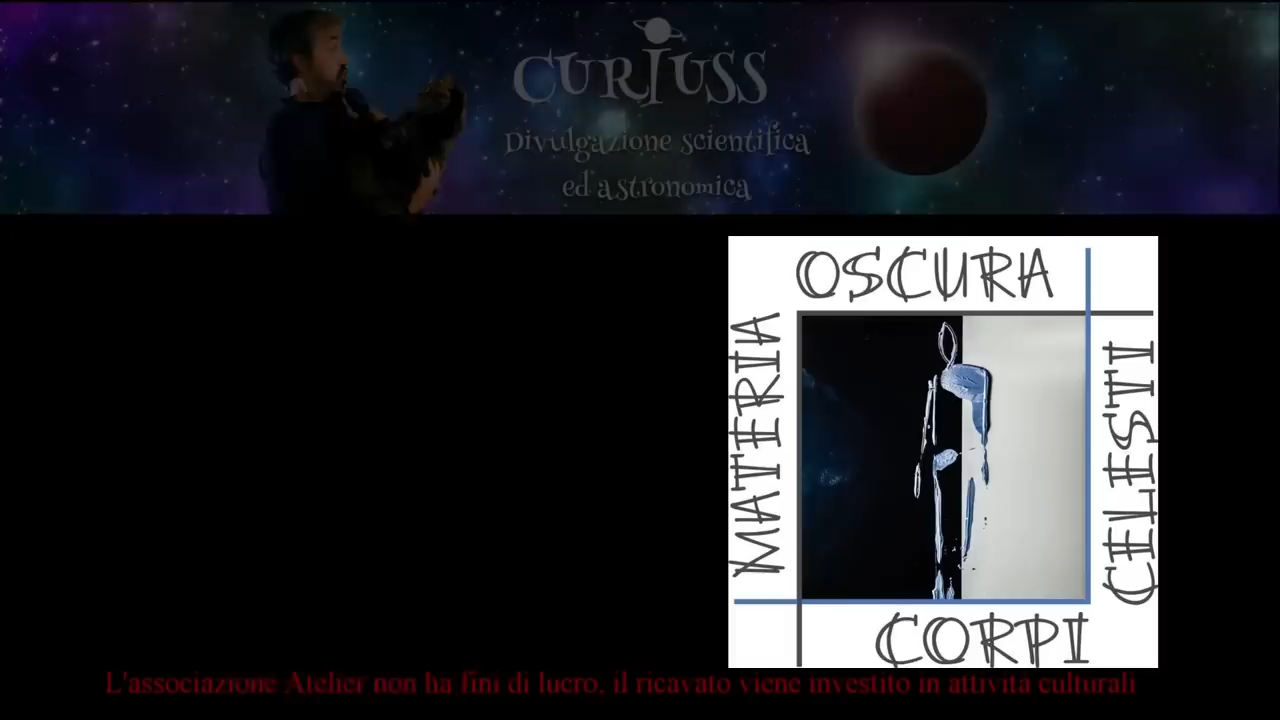 CURIUSS
Divulgazione scientifica
ed astronomica
MATERIA
OSCURA
CORPI
CELESTI
L'associazione Atelier non ha fini di lucro, il ricavato viene investito in attività culturali